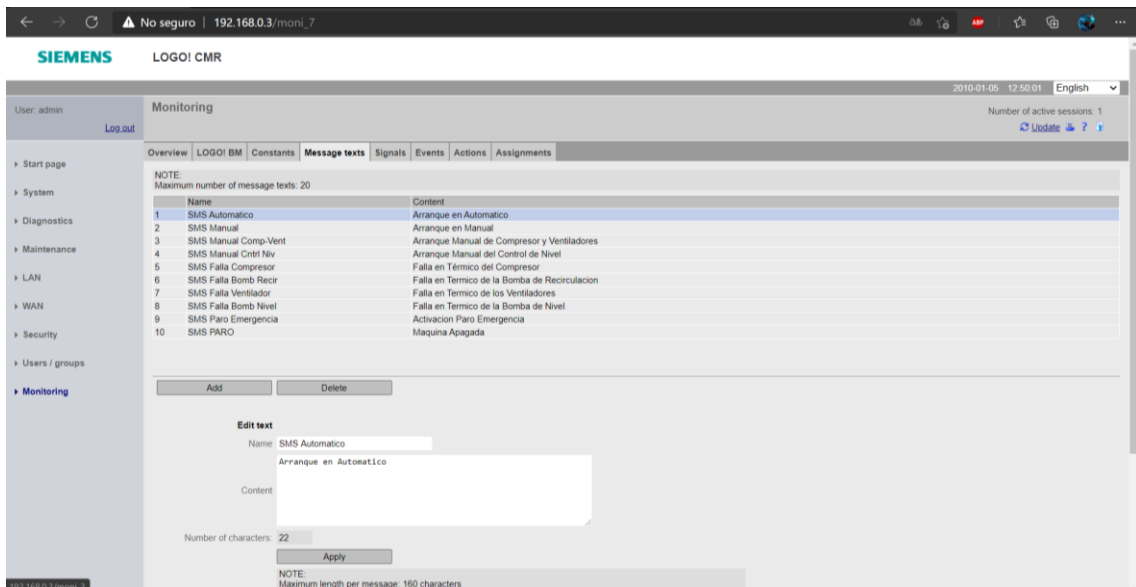 No seguro | 192.168.0.3/moni_7
ABP
SIEMENS LOGO! CMR
2010-01-05 12:50:01 English
User: admin
Log out
Monitoring
Number of active sessions: 1
Update ?
Overview LOGO! BM Constants Message texts Signals Events Actions Assignments
Start page
System
Diagnostics
Maintenance
LAN
WAN
Security
Users / groups
Monitoring
NOTE:
Maximum number of message texts: 20
Name Content
1 SMS Automatico Arranque en Automatico
2 SMS Manual Arranque en Manual
3 SMS Manual Comp-Vent Arranque Manual de Compresor y Ventiladores
4 SMS Manual Cntrl Niv Arranque Manual del Control de Nivel
5 SMS Falla Compresor Falla en Térmico del Compresor
6 SMS Falla Bomb Recir Falla en Termico de la Bomba de Recirculacion
7 SMS Falla Ventilador Falla en Termico de los Ventiladores
8 SMS Falla Bomb Nivel Falla en Termico de la Bomba de Nivel
9 SMS Paro Emergencia Activacion Paro Emergencia
10 SMS PARO Maquina Apagada
Add Delete
Edit text
Name SMS Automatico
Content Arranque en Automatico
Number of characters: 22
Apply
NOTE:
Maximum length per message: 160 characters